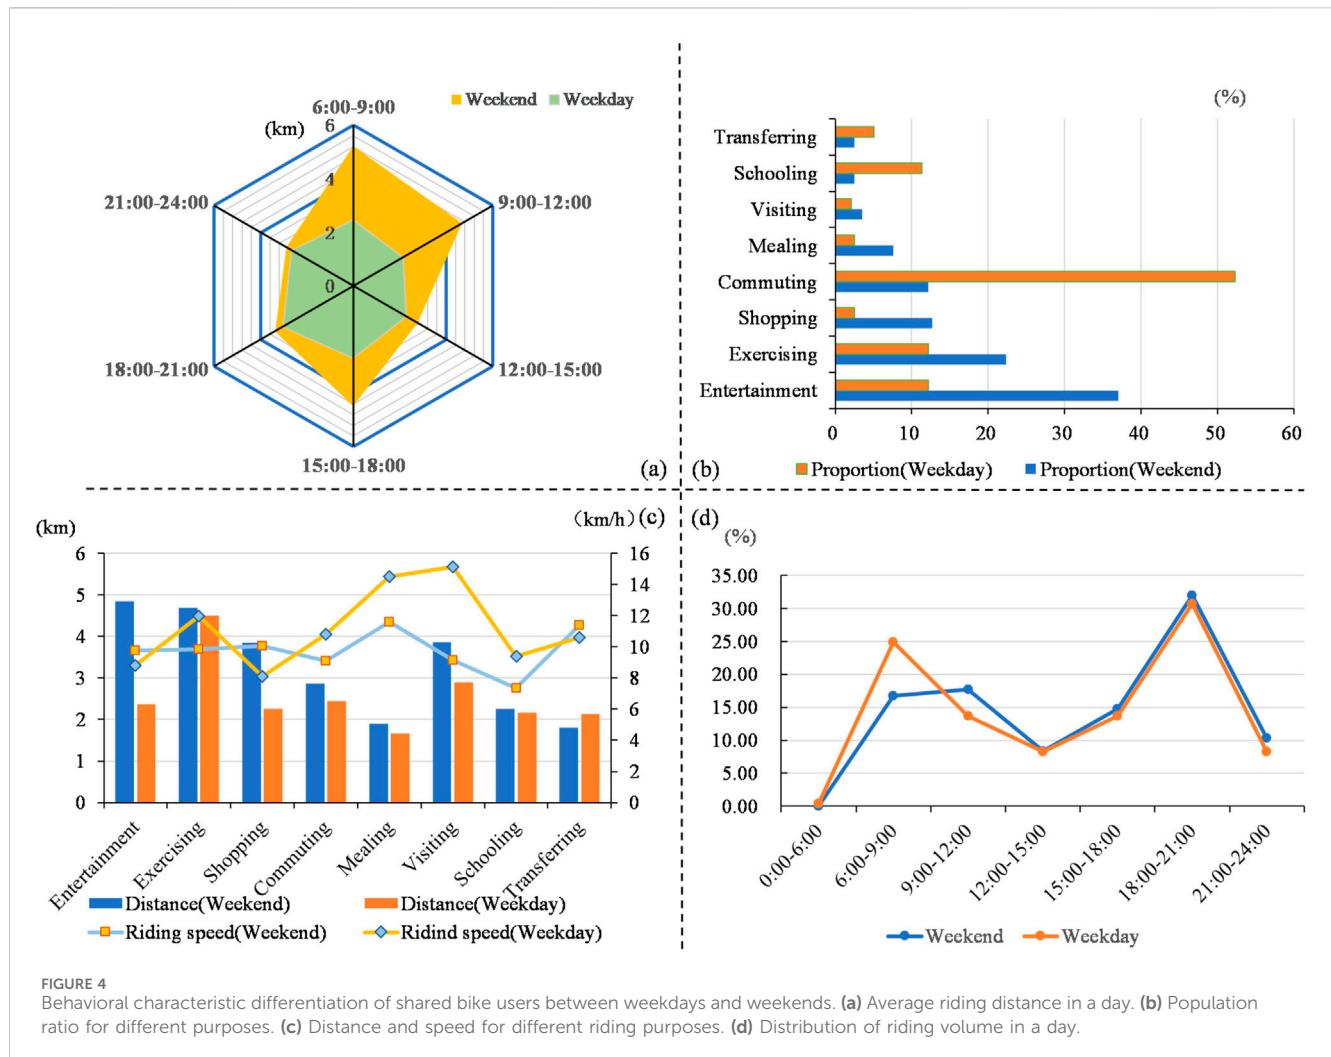 Weekend Weekday
6:00-9:00
(km)
6
4
2
0
21:00-24:00
9:00-12:00
18:00-21:00
12:00-15:00
15:00-18:00
(a)
(b)
(%)
Transferring
Schooling
Visiting
Mealing
Commuting
Shopping
Exercising
Entertainment
0 10 20 30 40 50 60
Proportion(Weekday) Proportion(Weekend)
(km)
(km/h)
(c)
6
5
4
3
2
1
0
16
14
12
10
8
6
4
2
0
Entertainment
Exercising
Shopping
Commuting
Mealing
Visiting
Schooling
Transferring
Distance(Weekend) Distance(Weekday)
Riding speed(Weekend) Ridind speed(Weekday)
(d)
(%)
35.00
30.00
25.00
20.00
15.00
10.00
5.00
0.00
0:00-6:00
6:00-9:00
9:00-12:00
12:00-15:00
15:00-18:00
18:00-21:00
21:00-24:00
Weekend Weekday
FIGURE 4
Behavioral characteristic differentiation of shared bike users between weekdays and weekends. (a) Average riding distance in a day. (b) Population
ratio for different purposes. (c) Distance and speed for different riding purposes. (d) Distribution of riding volume in a day.